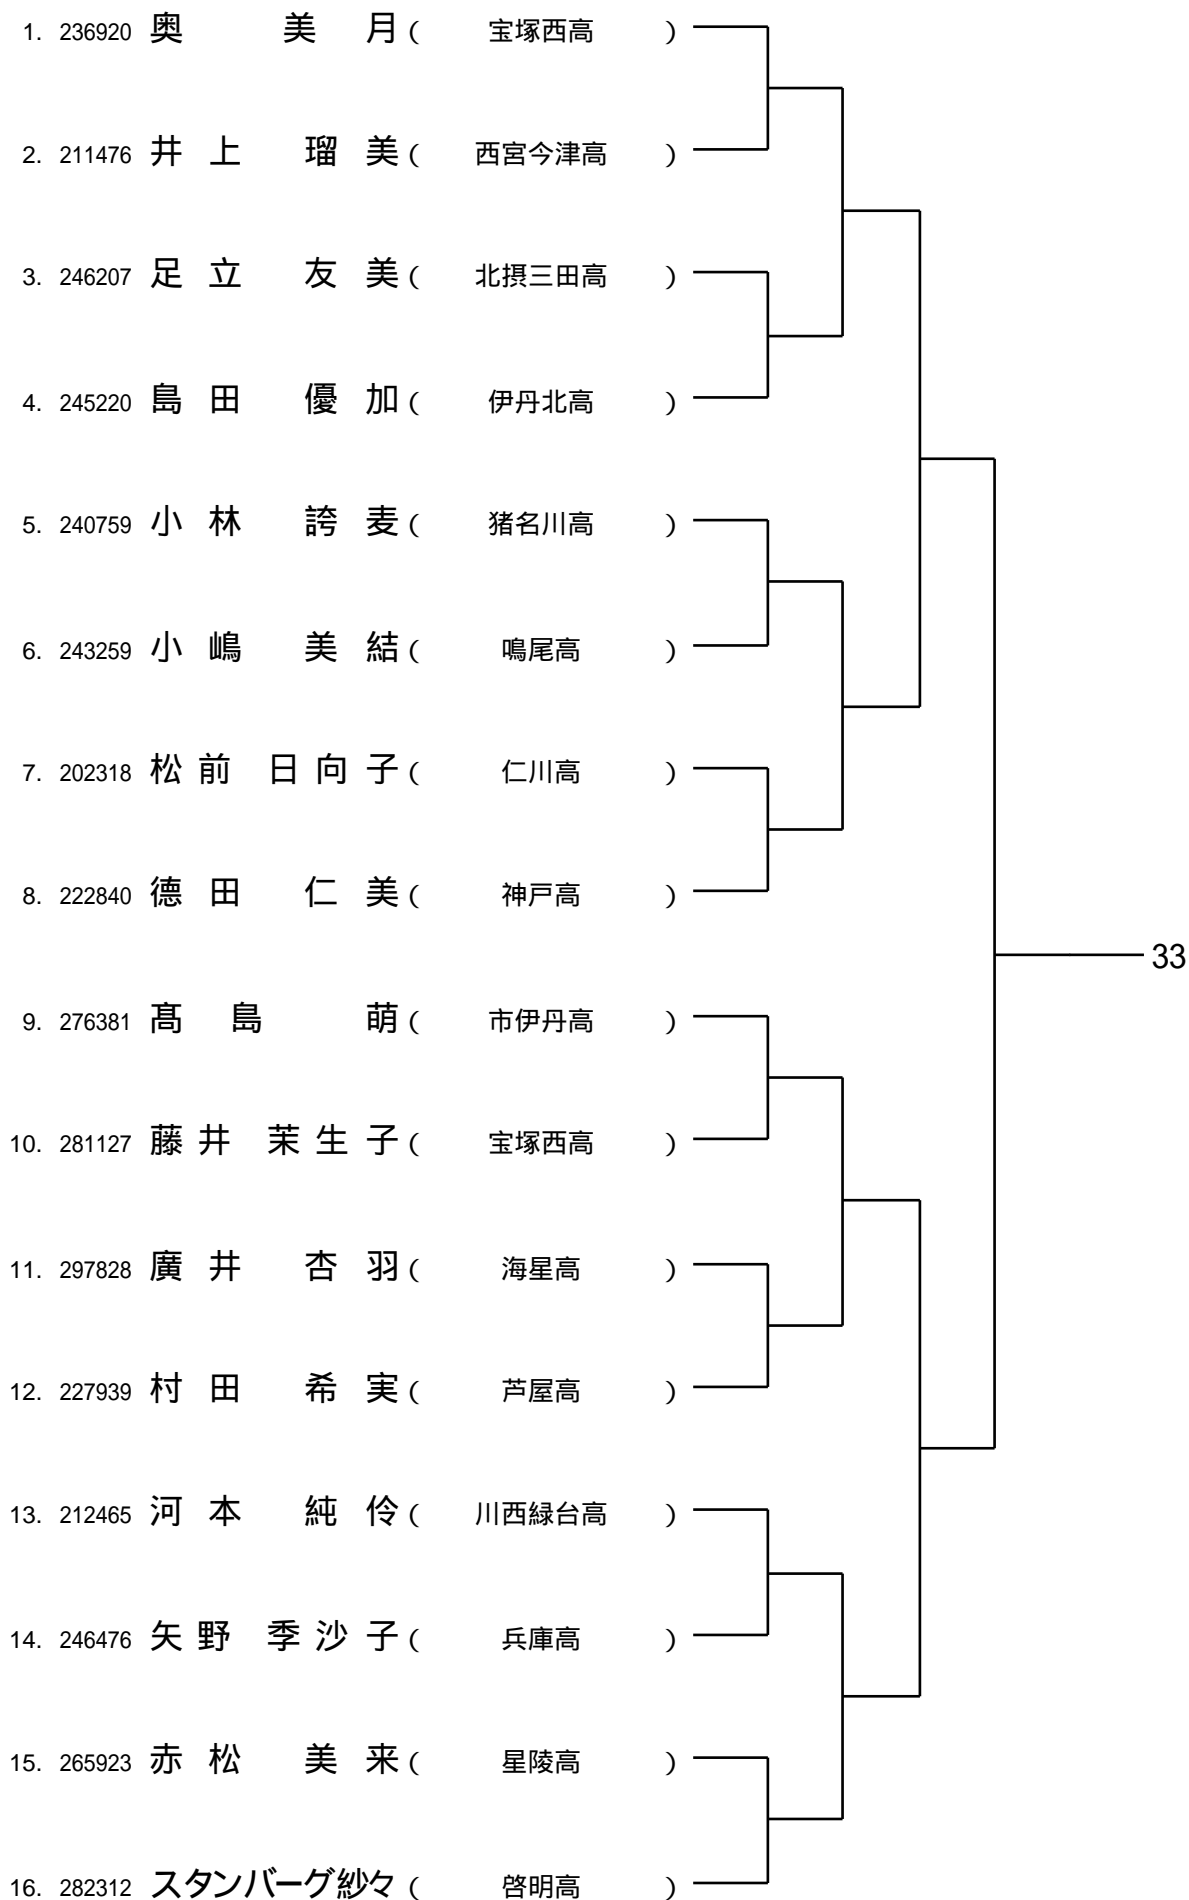 1. 236920 奥 美 月 ( 宝塚西高 )
2. 211476 井 上 瑠 美 ( 西宮今津高 )
3. 246207 足 立 友 美 ( 北摂三田高 )
4. 245220 島 田 優 加 ( 伊丹北高 )
5. 240759 小 林 誇 麦 ( 猪名川高 )
6. 243259 小 嶋 美 結 ( 鳴尾高 )
7. 202318 松 前 日 向 子 ( 仁川高 )
8. 222840 德 田 仁 美 ( 神戸高 )
33
9. 276381 髙 島 萌 ( 市伊丹高 )
10. 281127 藤 井 茉 生 子 ( 宝塚西高 )
11. 297828 廣 井 杏 羽 ( 海星高 )
12. 227939 村 田 希 実 ( 芦屋高 )
13. 212465 河 本 純 伶 ( 川西緑台高 )
14. 246476 矢 野 季 沙 子 ( 兵庫高 )
15. 265923 赤 松 美 来 ( 星陵高 )
16. 282312 スタンバーグ紗々 ( 啓明高 )